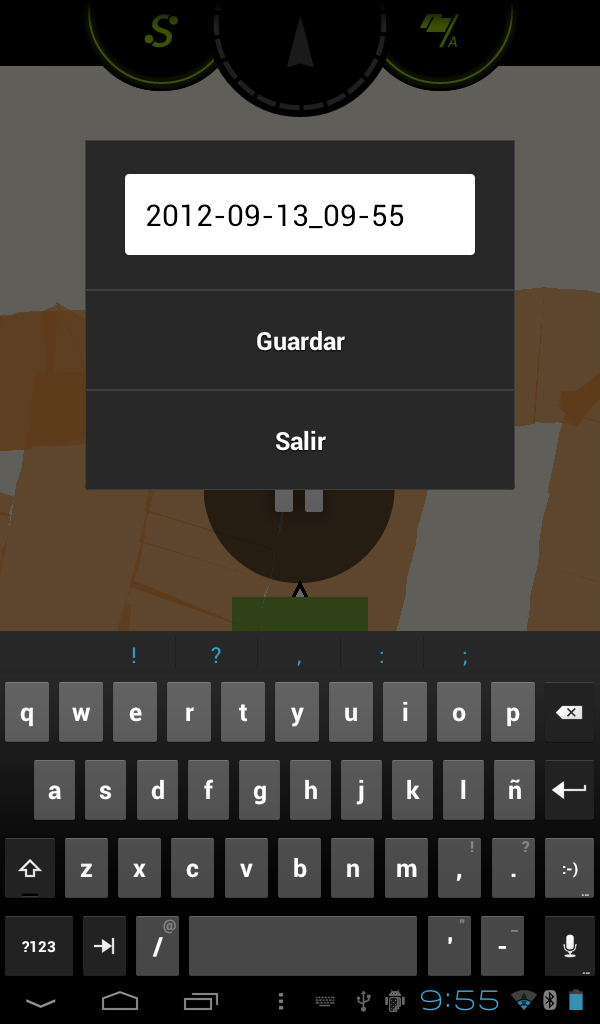 S
A
2012-09-13_09-55
Guardar
Salir
! ? , : ;
q w e r t y u i o p
a s d f g h j k l ñ
! ?
z x c v b n m , . :-)
@ " _
?123 / ' -
9:55